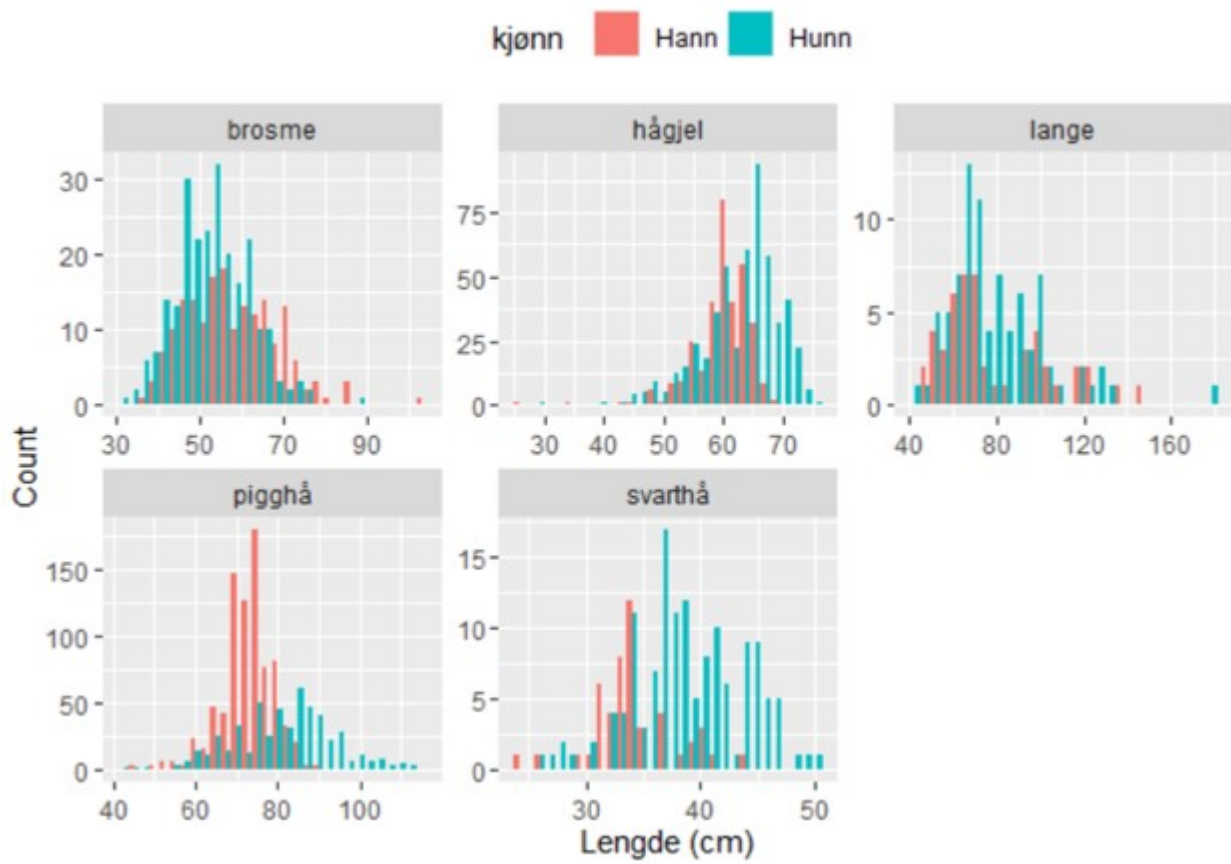 kjønn Hann Hunn
brosme hågjel lange
30
20
10
0
75
50
25
0
10
5
0
30 50 70 90
30 40 50 60 70
40 80 120 160
Count
pigghå svarthå
150
100
50
0
15
10
5
0
40 60 80 100
30 40 50
Lengde (cm)